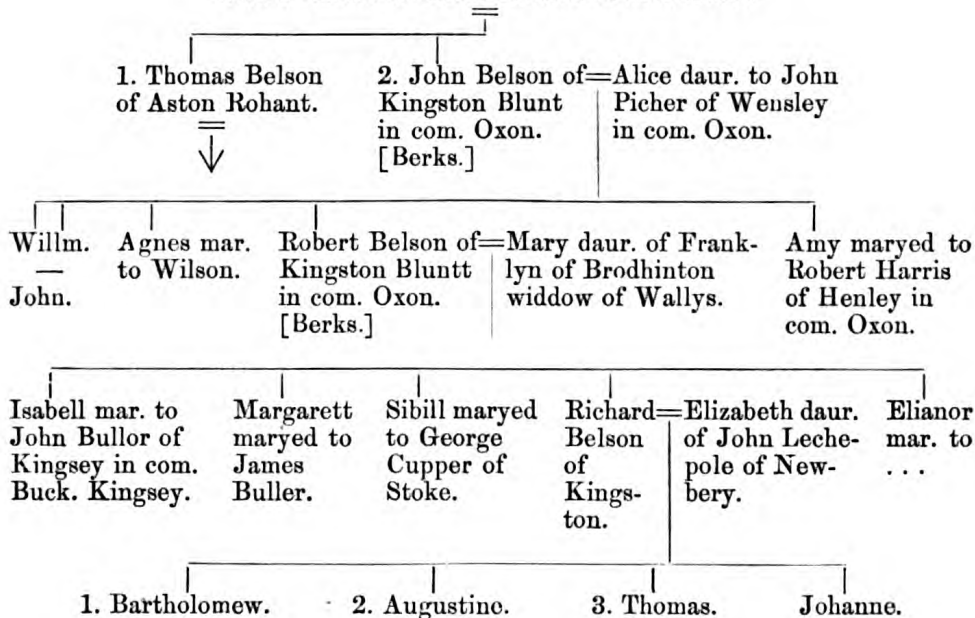 1. Thomas Belson
of Aston Rohant.
2. John Belson of=Alice daur. to John
Kingston Blunt
in com. Oxon.
[Berks.]
Picher of Wensley
in com. Oxon.
Willm.
—
John.
Agnes mar.
to Wilson.
Robert Belson of=Mary daur. of Frank-
Kingston Bluntt
in com. Oxon.
[Berks.]
lyn of Brodhinton
widdow of Wallys.
Amy maryed to
Robert Harris
of Henley in
com. Oxon.
Isabell mar. to
John Bullor of
Kingsey in com.
Buck. Kingsey.
Margarett
maryed to
James
Buller.
Sibill maryed
to George
Cupper of
Stoke.
Richard=Elizabeth daur.
Belson
of
Kings-
ton.
of John Leche-
pole of New-
bery.
Elianor
mar. to
. . .
1. Bartholomew.
2. Augustine.
3. Thomas.
Johanne.